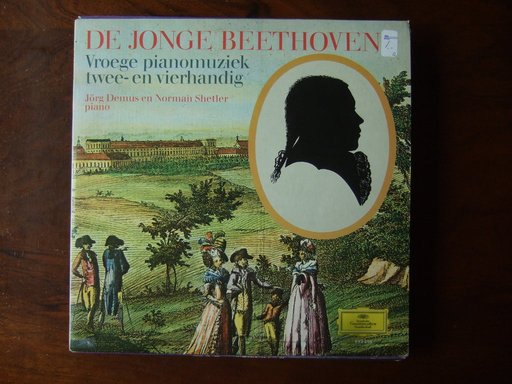 DE JONGE BEETHOVEN
Vroege pianomuziek
twee- en vierhandig
Jörg Demus en Norman Shetler
piano